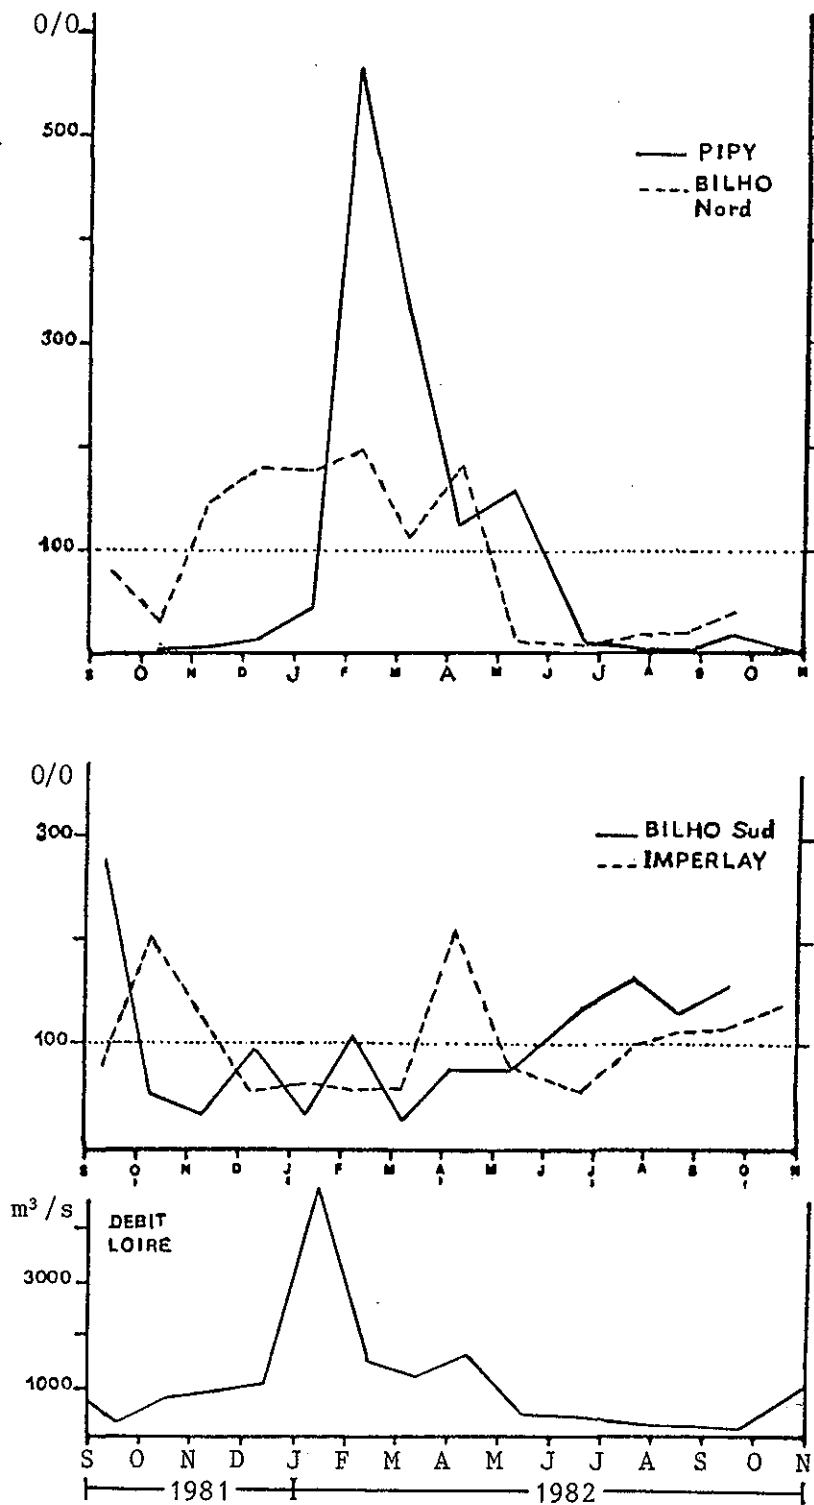 0/0
500
300
100
PIPY
BILHO
Nord
S O N D J F M A M J J A S O N
0/0
300
100
BILHO Sud
IMPERLAY
S O N D J F M A M J J A S O N
m³/s
DEBIT
LOIRE
3000
1000
S O N D J F M A M J J A S O N
1981 1982